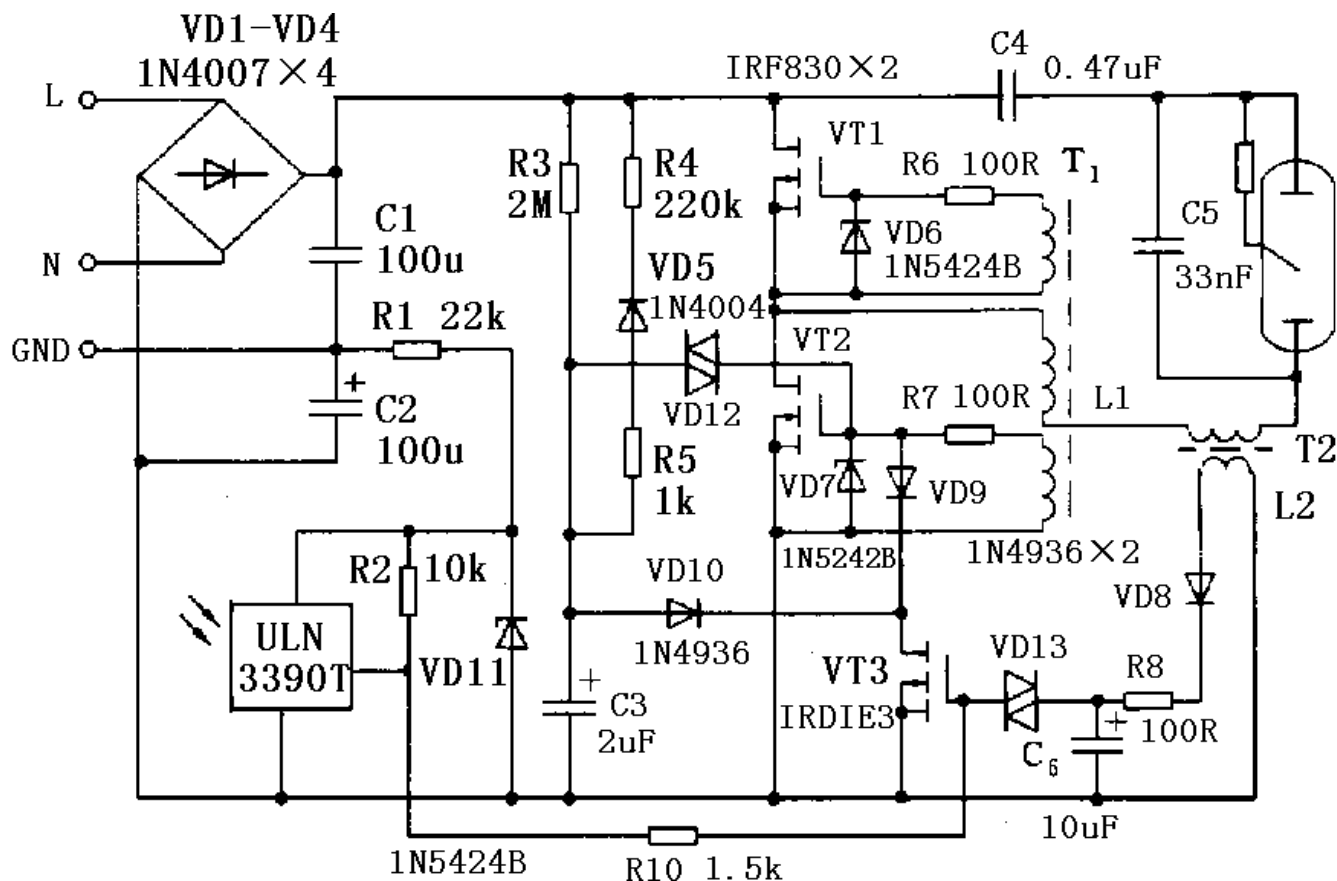 VD1-VD4
1N4007×4
L
N
GND
C1
100u
R1 22k
C2
100u
R2
10k
ULN
3390T
VD11
1N5424B
R3
2M
R4
220k
VD5
1N4004
VD12
R5
1k
VD10
1N4936
C3
2uF
R10 1.5k
IRF830×2
VT1
R6 100R
VD6
1N5424B
VT2
R7 100R
VD7
1N5242B
VD9
1N4936×2
VT3
IRDIE3
VD13
C6
10uF
R8
100R
VD8
C4
0.47uF
T1
C5
33nF
L1
T2
L2